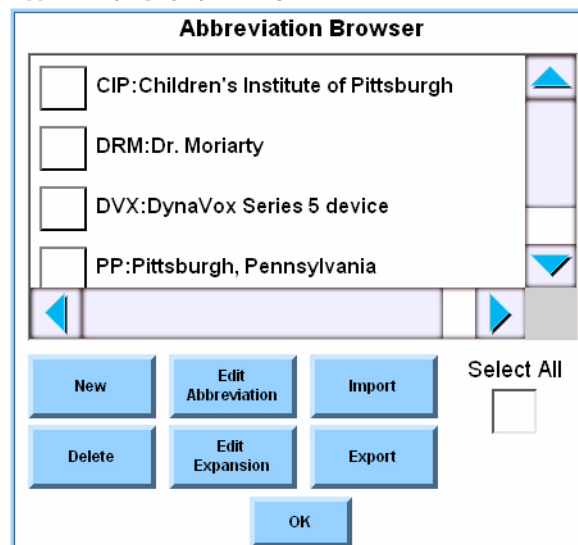 Abbreviation Browser
CIP:Children's Institute of Pittsburgh
DRM:Dr. Moriarty
DVX:DynaVox Series 5 device
PP:Pittsburgh, Pennsylvania
New
Edit
Abbreviation
Import
Select All
Delete
Edit
Expansion
Export
OK